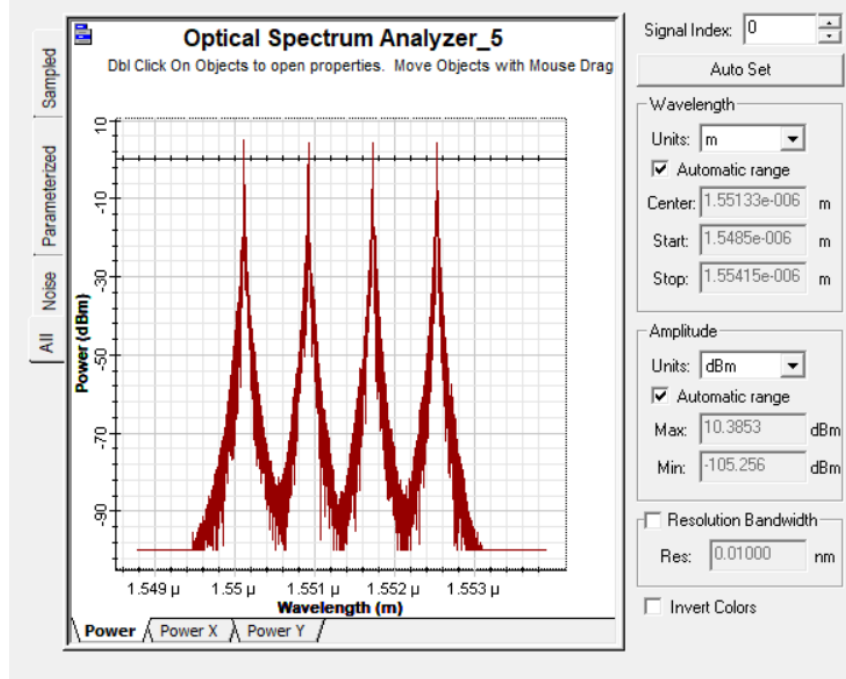 Optical Spectrum Analyzer_5
Dbl Click On Objects to open properties.  Move Objects with Mouse Drag
Sampled
Parameterized
Noise
All
Power (dBm)
10
-10
-30
-50
-70
-90
1.549 µ
1.55 µ
1.551 µ
1.552 µ
1.553 µ
Wavelength (m)
Power
Power X
Power Y
Signal Index: 0
Auto Set
Wavelength
Units: m
Automatic range
Center: 1.55133e-006 m
Start: 1.5485e-006 m
Stop: 1.55415e-006 m
Amplitude
Units: dBm
Automatic range
Max: 10.3853 dBm
Min: -105.256 dBm
Resolution Bandwidth
Res: 0.01000 nm
Invert Colors